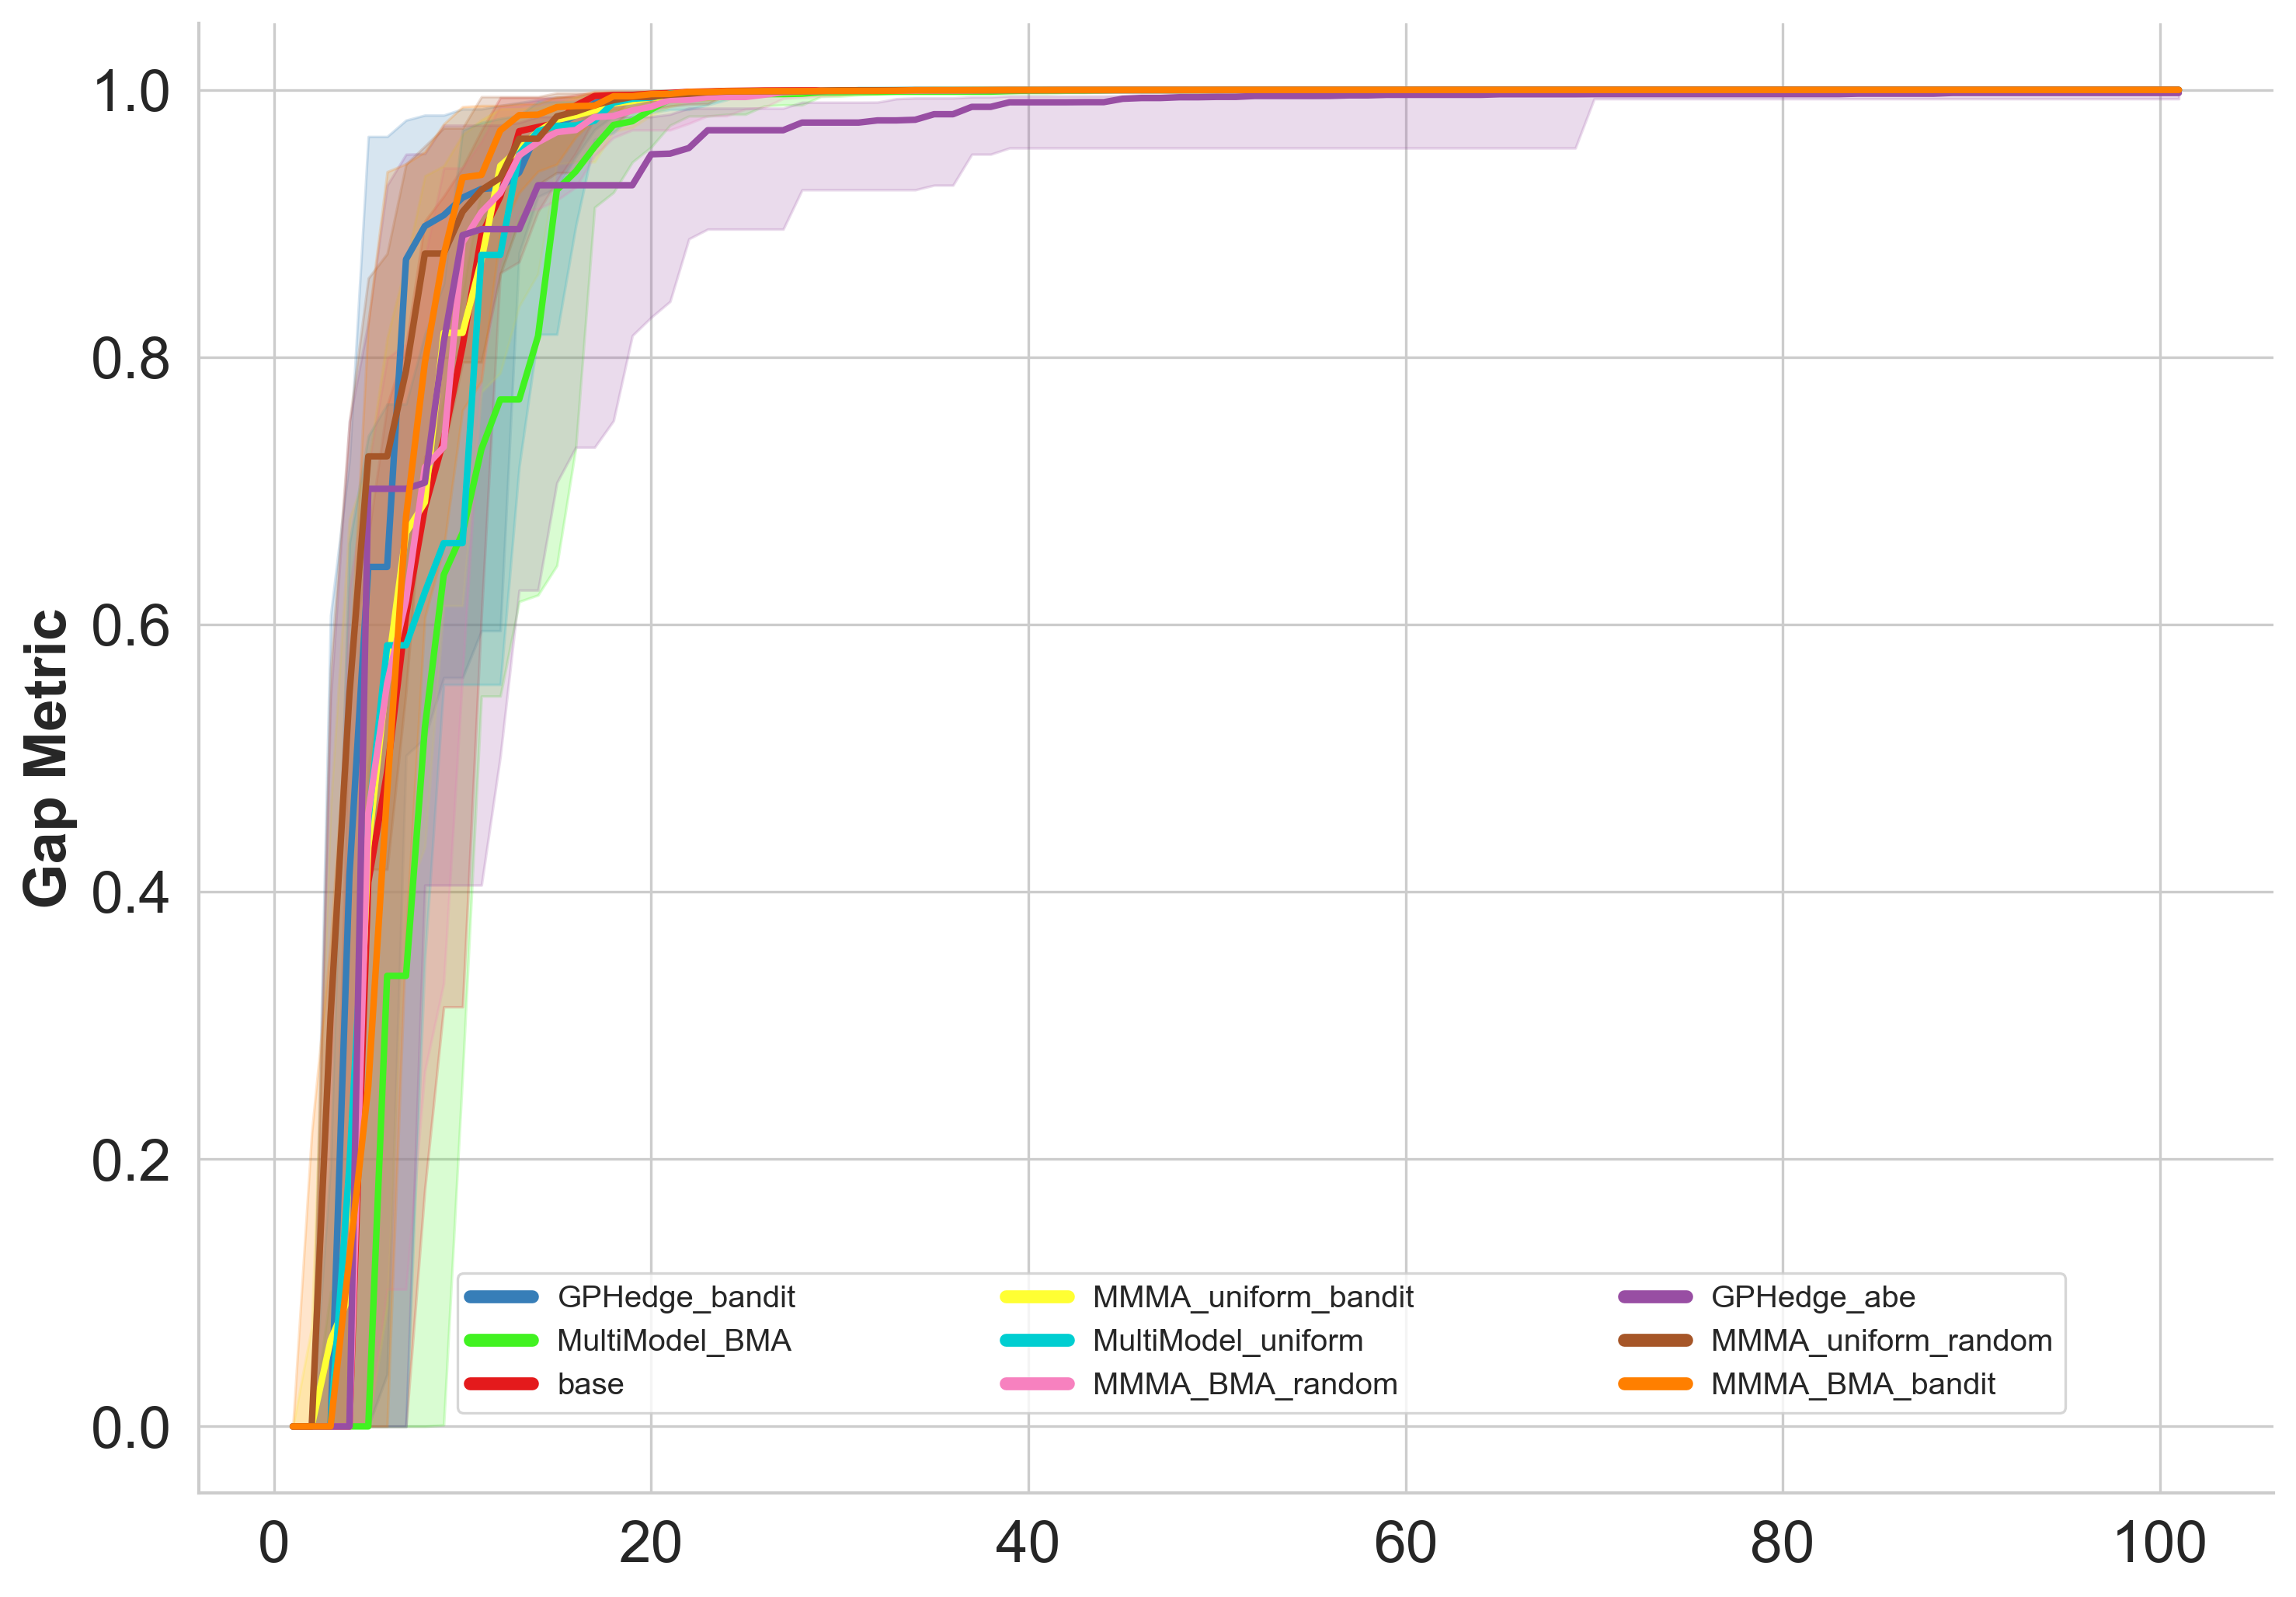 1.0
0.8
0.6
0.4
0.2
0.0
Gap Metric
GPHedge_bandit MMMA_uniform_bandit GPHedge_abe
MultiModel_BMA MultiModel_uniform MMMA_uniform_random
base MMMA_BMA_random MMMA_BMA_bandit
0 20 40 60 80 100